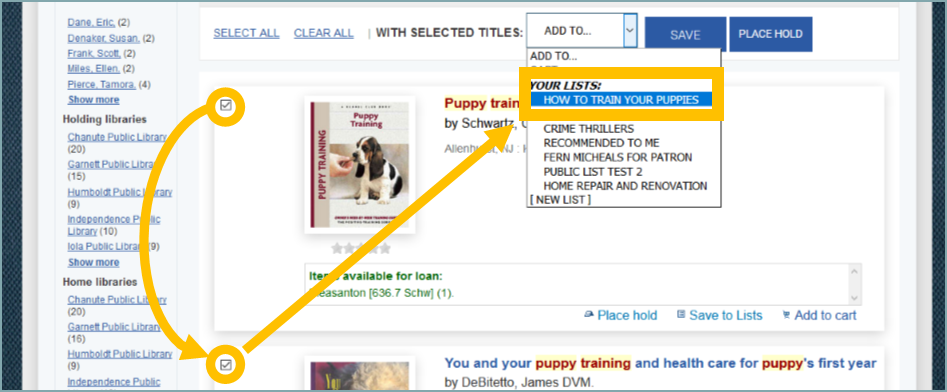 Dane, Eric, (2)
Denaker, Susan, (2)
Frank, Scott, (2)
Miles, Ellen, (2)
Pierce, Tamora, (4)
Show more
Holding libraries
Chanute Public Library
(20)
Garnett Public Library
(15)
Humboldt Public Library
(9)
Independence Public
Library (10)
Iola Public Library (9)
Show more
Home libraries
Chanute Public Library
(20)
Garnett Public Library
(16)
Humboldt Public Library
(9)
Independence Public
SELECT ALL CLEAR ALL | WITH SELECTED TITLES: ADD TO... SAVE PLACE HOLD
ADD TO...
YOUR LISTS:
HOW TO TRAIN YOUR PUPPIES
CRIME THRILLERS
RECOMMENDED TO ME
FERN MICHEALS FOR PATRON
PUBLIC LIST TEST 2
HOME REPAIR AND RENOVATION
[ NEW LIST ]
Puppy
Training
PUPPY TRAINING
Puppy train
by Schwartz,
NJ :
Items available for loan:
Pleasanton [636.7 Schw] (1).
Place hold Save to Lists Add to cart
You and your puppy training and health care for puppy's first year
by DeBitetto, James DVM.